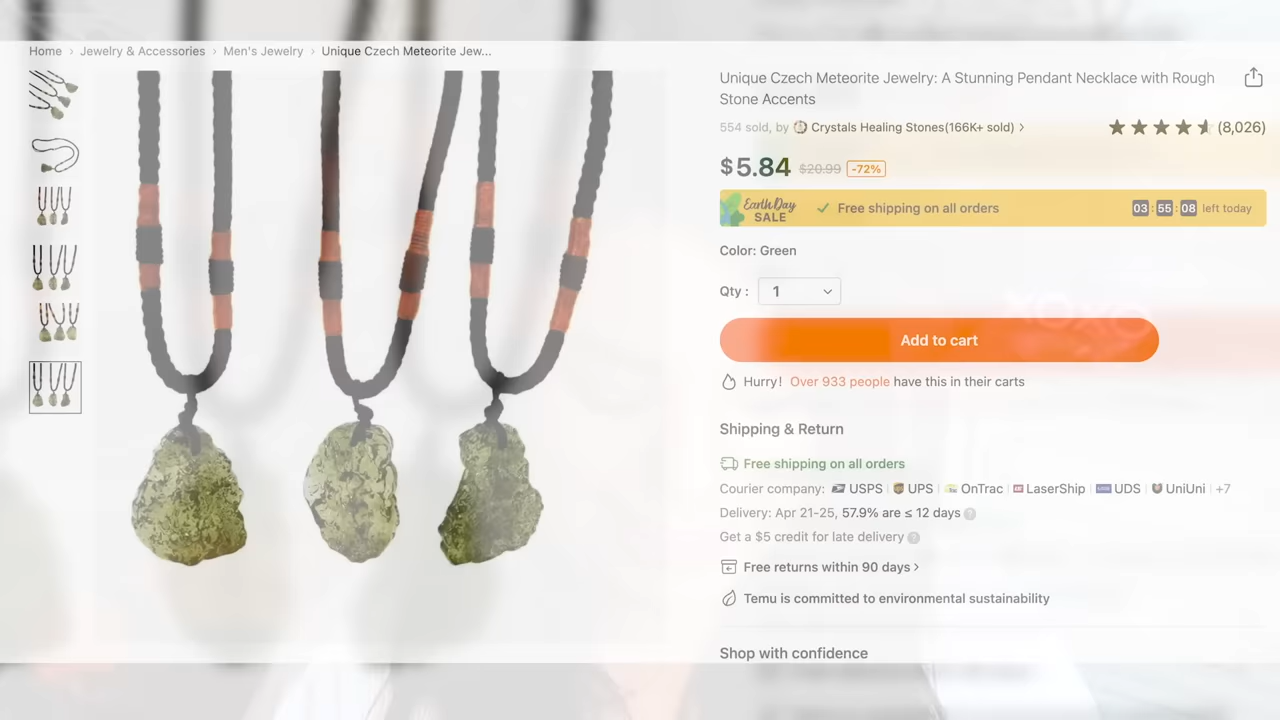 Home > Jewelry & Accessories > Men's Jewelry > Unique Czech Meteorite Jew...
Unique Czech Meteorite Jewelry: A Stunning Pendant Necklace with Rough
Stone Accents
554 sold, by Crystals Healing Stones(166K+ sold) >
(8,026)
$5.84 $20.99 -72%
Earth Day
SALE
Free shipping on all orders
03 : 55 : 08 left today
Color: Green
Qty : 1
Add to cart
Hurry! Over 933 people have this in their carts
Shipping & Return
Free shipping on all orders
Courier company: USPS | UPS | OnTrac | LaserShip | UDS | UniUni | +7
Delivery: Apr 21-25, 57.9% are ≤ 12 days ?
Get a $5 credit for late delivery ?
Free returns within 90 days >
Temu is committed to environmental sustainability
Shop with confidence